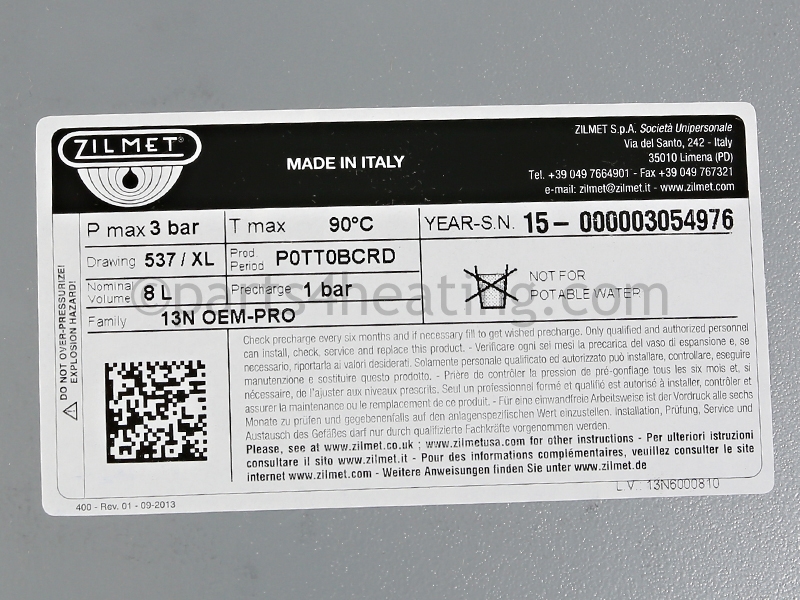 ZILMET®
MADE IN ITALY
ZILMET S.p.A. Società Unipersonale
Via del Santo, 242 - Italy
35010 Limena (PD)
Tel. +39 049 7664901 - Fax +39 049 767321
e-mail: zilmet@zilmet.it - www.zilmet.com
P max 3 bar
T max 90°C
YEAR-S.N. 15- 000003054976
Drawing 537 / XL
Prod. Period P0TT0BCRD
Nominal Volume 8 L
Precharge 1 bar
NOT FOR
POTABLE WATER
Family 13N OEM-PRO
©parts4heating.com
⚠ DO NOT OVER-PRESSURIZE!
EXPLOSION HAZARD!
Check precharge every six months and if necessary fill to get wished precharge. Only qualified and authorized personnel
can install, check, service and replace this product. - Verificare ogni sei mesi la precarica del vaso di espansione e, se
necessario, riportarla ai valori desiderati. Solamente personale qualificato ed autorizzato può installare, controllare, eseguire
manutenzione e sostituire questo prodotto. - Prière de contrôler la pression de pré-gonflage tous les six mois et, si
nécessaire, de l'ajuster aux niveaux prescrits. Seul un professionnel formé et qualifié est autorisé à installer, contrôler et
assurer la maintenance ou le remplacement de ce produit. - Für eine einwandfreie Arbeitsweise ist der Vordruck alle sechs
Monate zu prüfen und gegebenenfalls auf den anlagenspezifischen Wert einzustellen. Installation, Prüfung, Service und
Austausch des Gefäßes darf nur durch qualifizierte Fachkräfte vorgenommen werden.
Please, see at www.zilmet.co.uk ; www.zilmetusa.com for other instructions - Per ulteriori istruzioni
consultare il sito www.zilmet.it - Pour des informations complémentaires, veuillez consulter le site
internet www.zilmet.com - Weitere Anweisungen finden Sie unter www.zilmet.de
400 - Rev. 01 - 09-2013
L.V.: 13N6000810